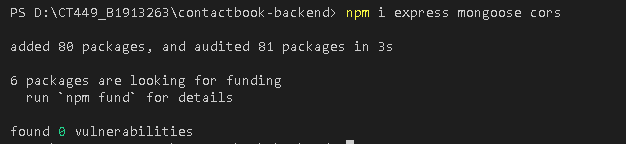 PS D:\CT449_B1913263\contactbook-backend> npm i express mongoose cors
added 80 packages, and audited 81 packages in 3s
6 packages are looking for funding
run `npm fund` for details
found 0 vulnerabilities